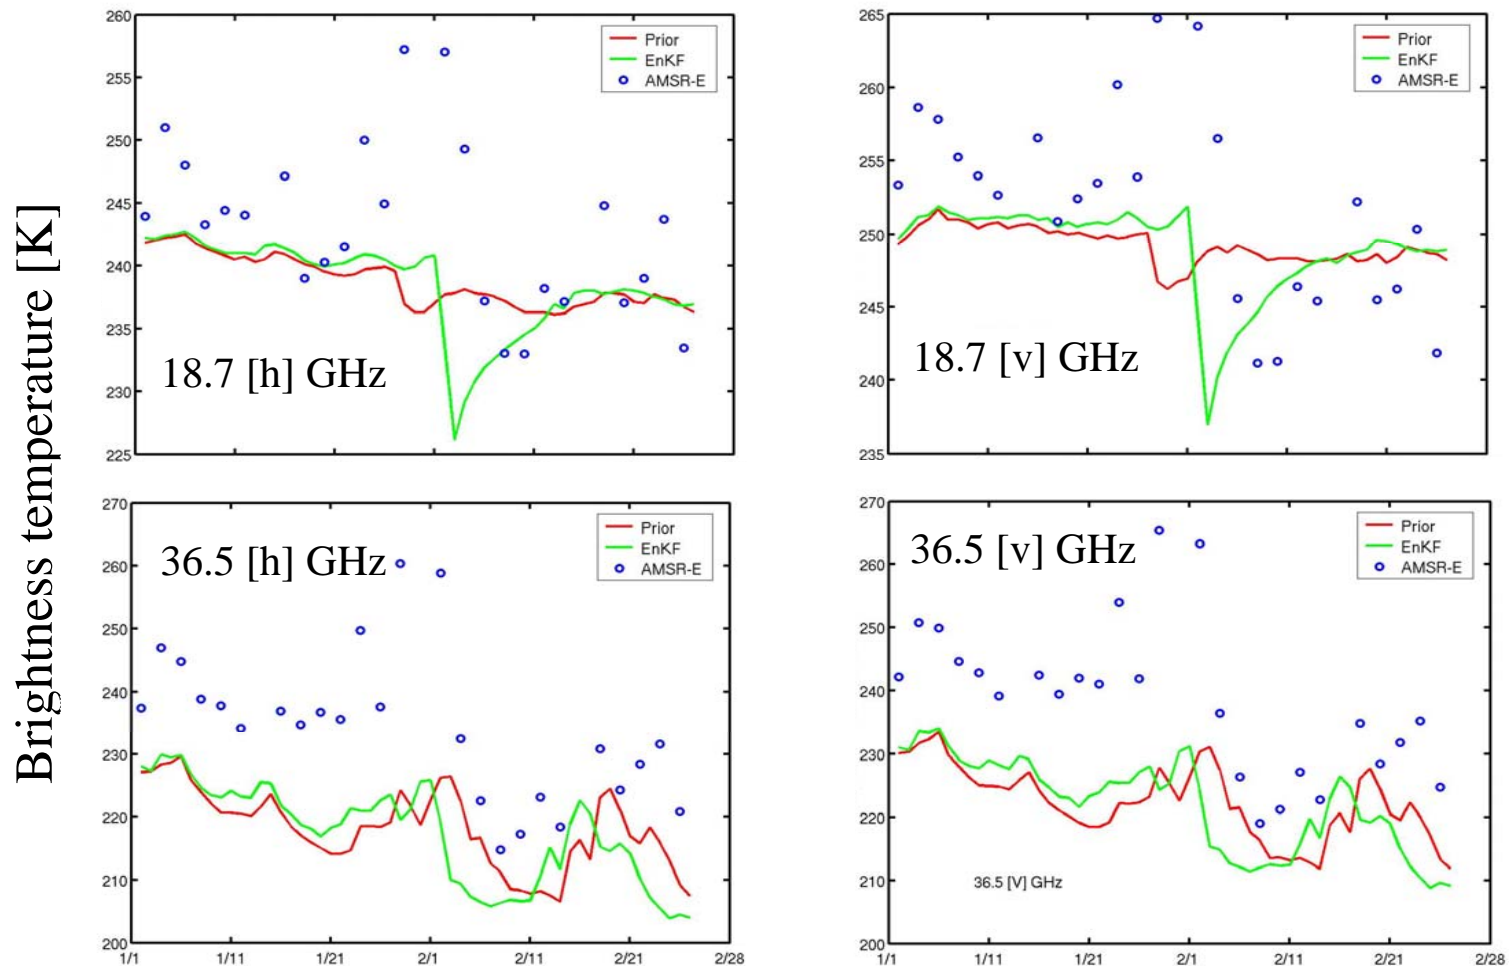 Brightness temperature [K]
260
255
250
245
240
235
230
225
Prior
EnKF
AMSR-E
18.7 [h] GHz
265
260
255
250
245
240
235
Prior
EnKF
AMSR-E
18.7 [v] GHz
270
260
250
240
230
220
210
200
1/1
1/11
1/21
2/1
2/11
2/21
2/28
Prior
EnKF
AMSR-E
36.5 [h] GHz
270
260
250
240
230
220
210
200
1/1
1/11
1/21
2/1
2/11
2/21
2/28
Prior
EnKF
AMSR-E
36.5 [v] GHz
36.5 [V] GHz